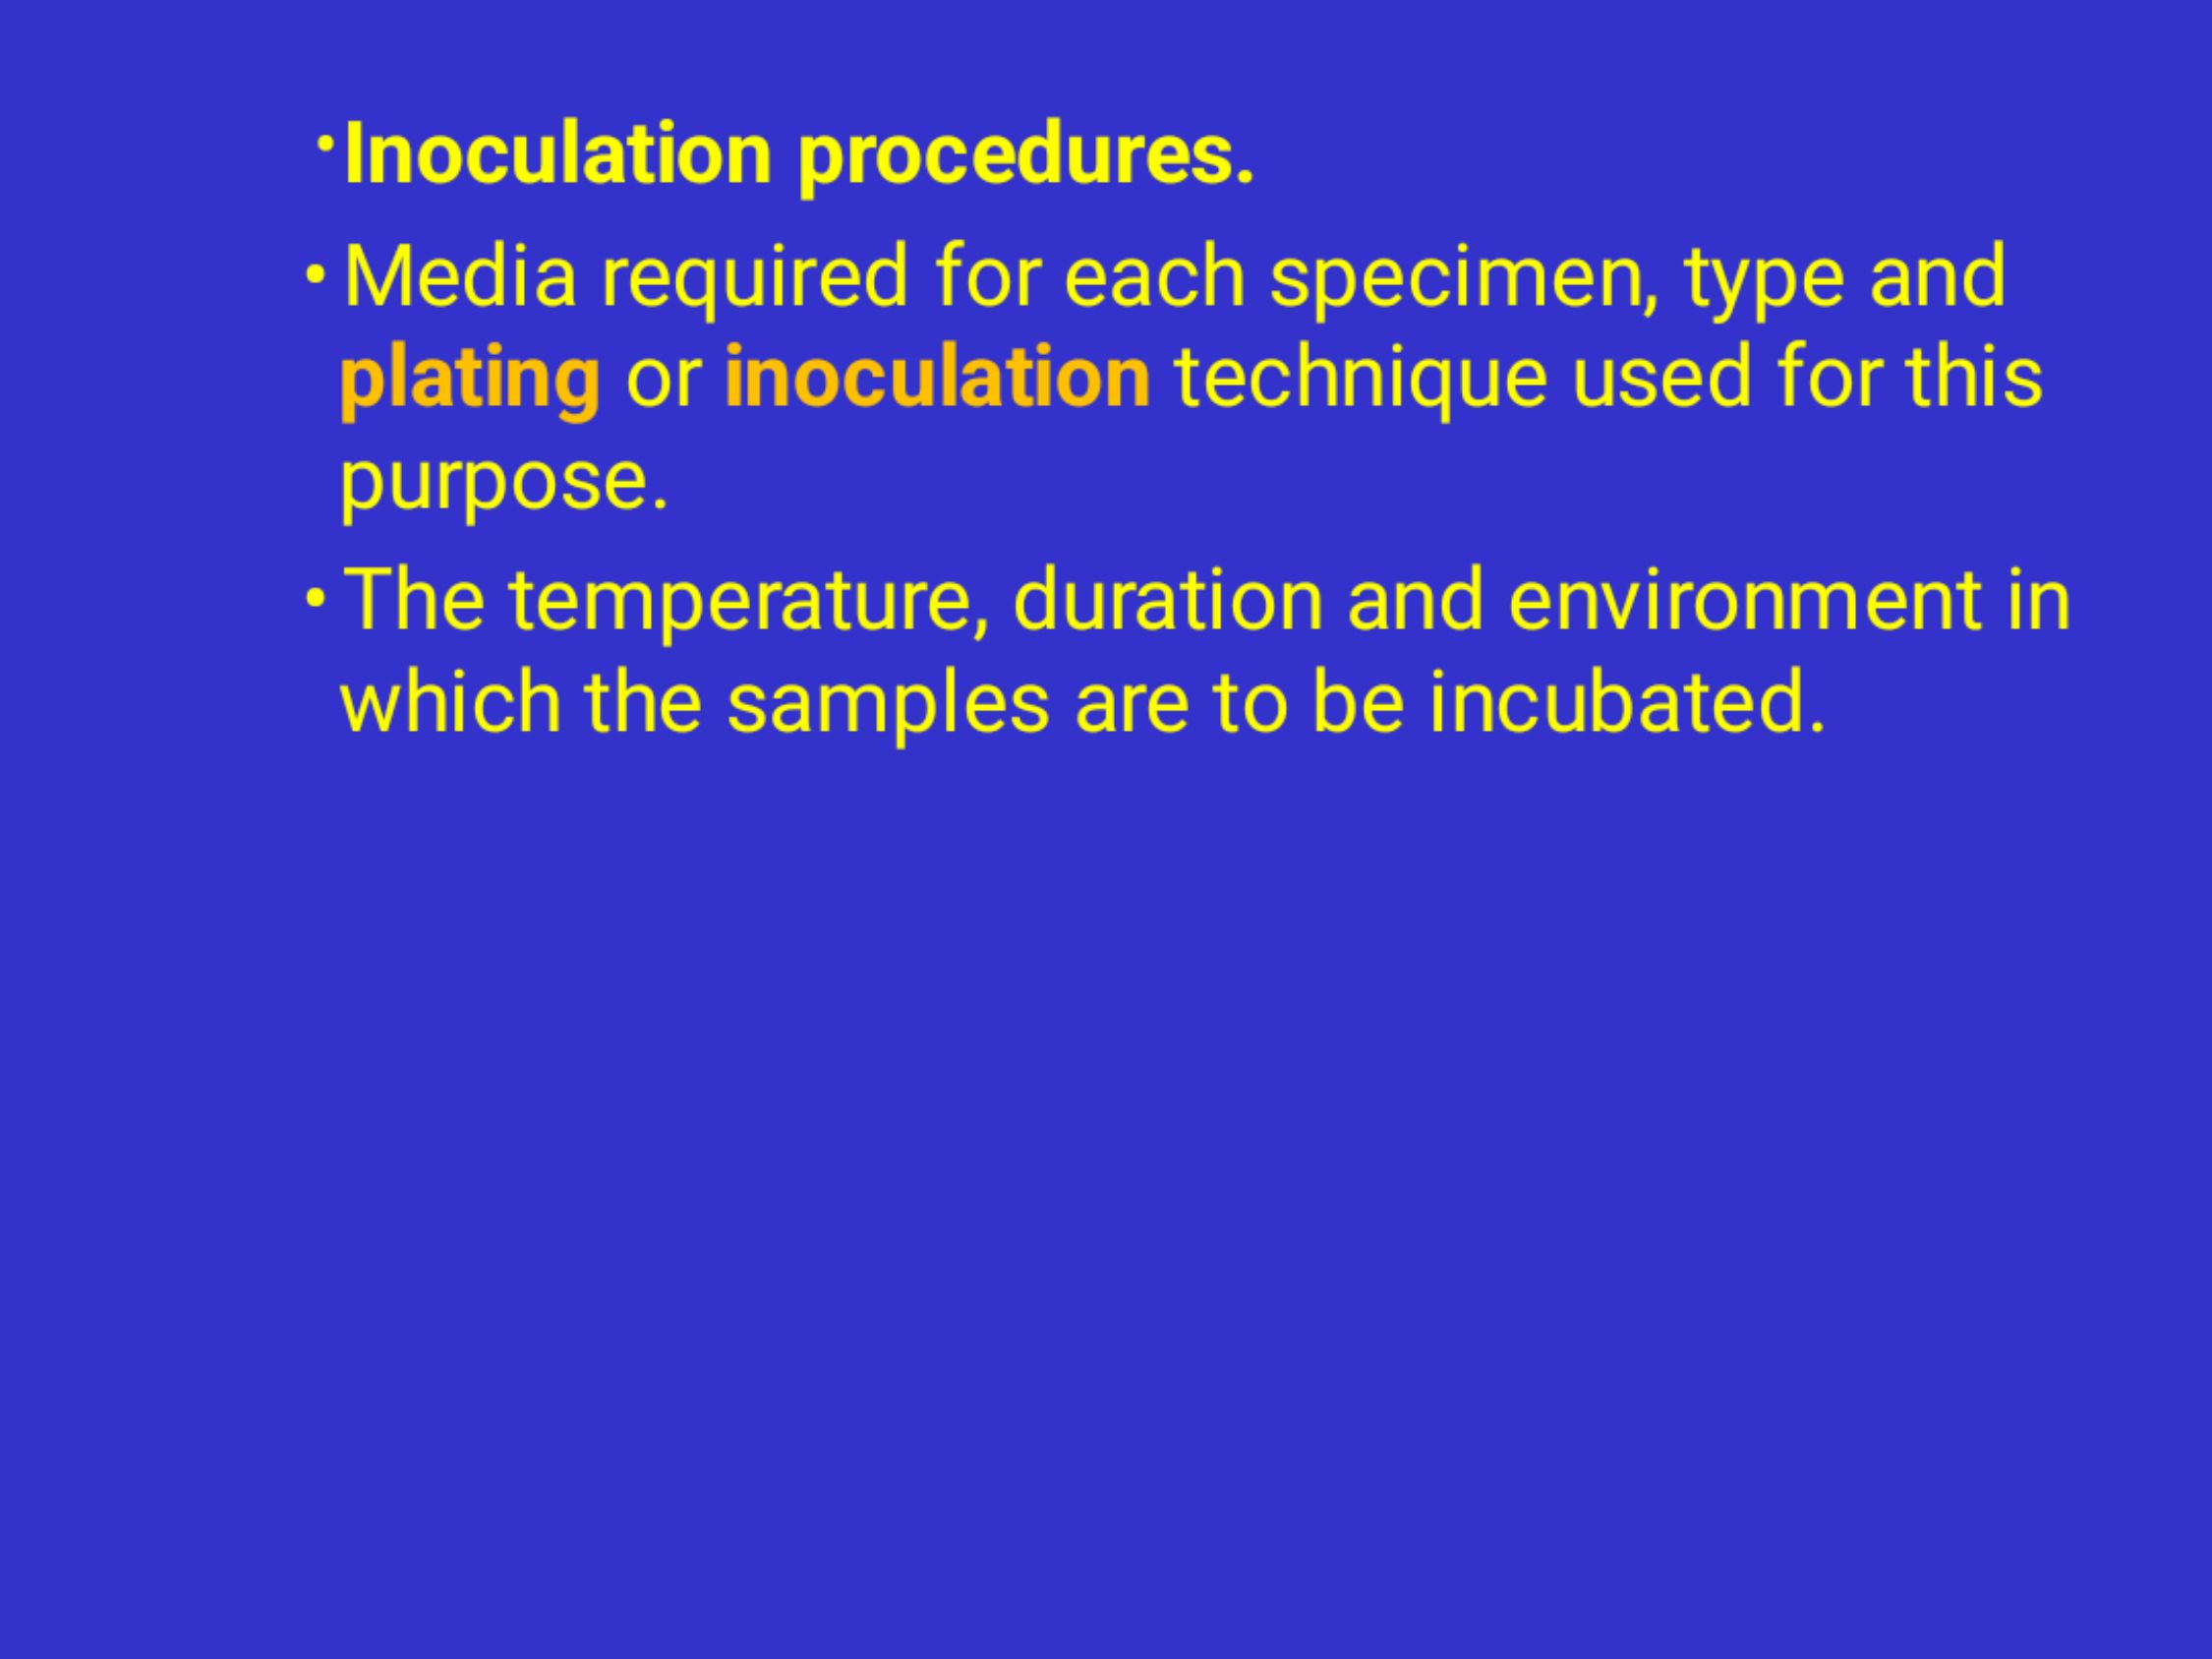 •Inoculation procedures.
• Media required for each specimen, type and
plating or inoculation technique used for this
purpose.
• The temperature, duration and environment in
which the samples are to be incubated.